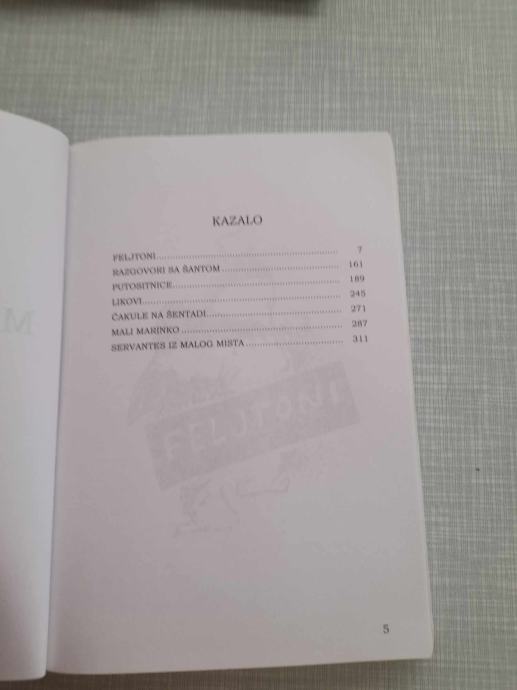 KAZALO
FELJTONI 7
RAZGOVORI SA ŠANTOM 161
PUTOSITNICE 189
LIKOVI 245
ČAKULE NA ŠENTADI 271
MALI MARINKO 287
SERVANTES IZ MALOG MISTA 311
FELJTONI
5